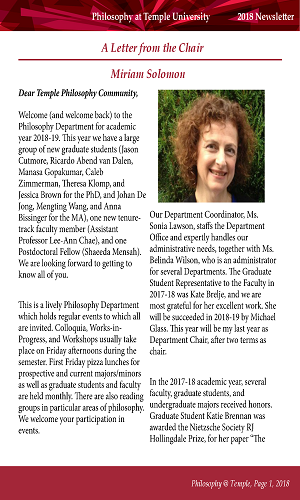 Philosophy at Temple University 2018 Newsletter
A Letter from the Chair
Miriam Solomon
Dear Temple Philosophy Community,
Welcome (and welcome back) to the
Philosophy Department for academic
year 2018-19. This year we have a large
group of new graduate students (Jason
Cutmore, Ricardo Abend van Dalen,
Manasa Gopakumar, Caleb
Zimmerman, Theresa Klomp, and
Jessica Brown for the PhD, and Johan De
Jong, Mengting Wang, and Anna
Bissinger for the MA), one new tenure-
track faculty member (Assistant
Professor Lee-Ann Chae), and one
Postdoctoral Fellow (Shaeeda Mensah).
We are looking forward to getting to
know all of you.
This is a lively Philosophy Department
which holds regular events to which all
are invited. Colloquia, Works-in-
Progress, and Workshops usually take
place on Friday afternoons during the
semester. First Friday pizza lunches for
prospective and current majors/minors
as well as graduate students and faculty
are held monthly. There are also reading
groups in particular areas of philosophy.
We welcome your participation in
events.
Our Department Coordinator, Ms.
Sonia Lawson, staffs the Department
Office and expertly handles our
administrative needs, together with Ms.
Belinda Wilson, who is an administrator
for several Departments. The Graduate
Student Representative to the Faculty in
2017-18 was Kate Brelje, and we are
most grateful for her excellent work. She
will be succeeded in 2018-19 by Michael
Glass. This year will be my last year as
Department Chair, after two terms as
chair.
In the 2017-18 academic year, several
faculty, graduate students, and
undergraduate majors received honors.
Graduate Student Katie Brennan was
awarded the Nietzsche Society RJ
Hollingdale Prize, for her paper "The
Philosophy @ Temple, Page 1, 2018